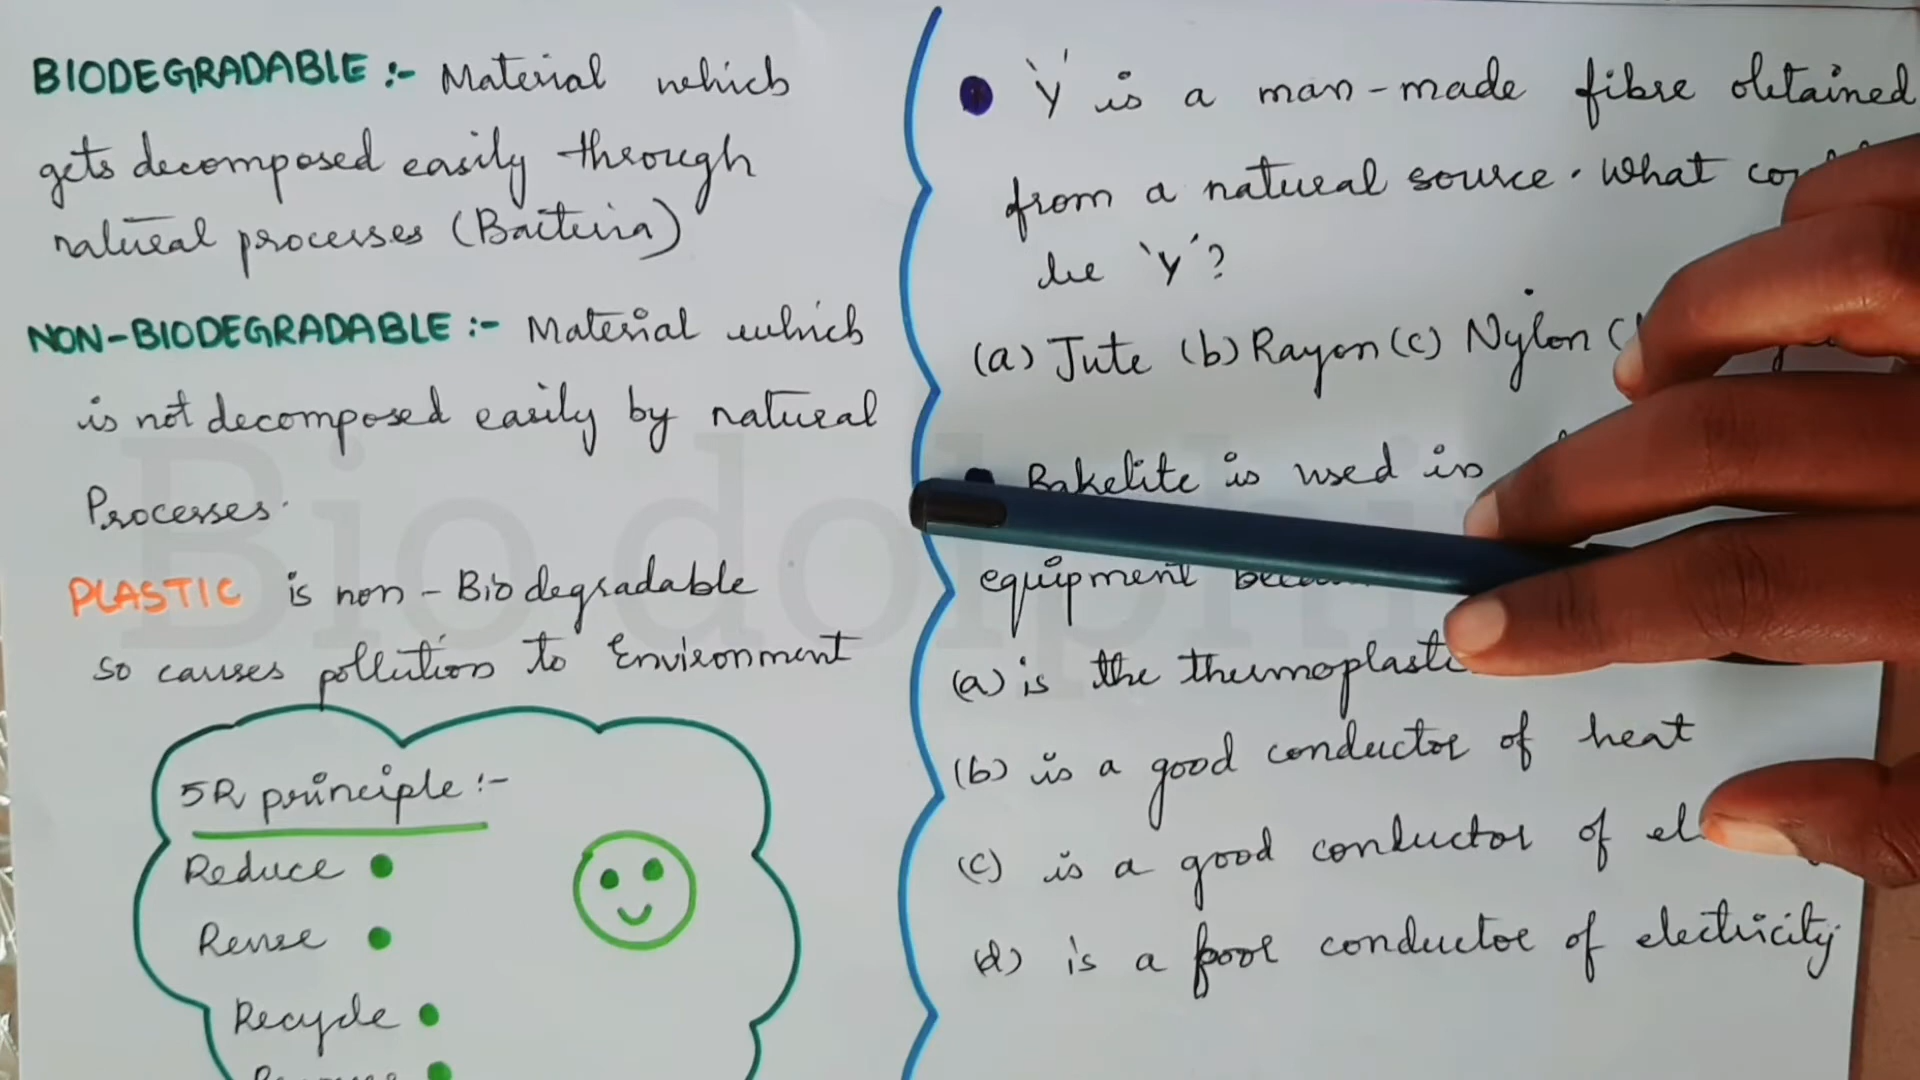 BIODEGRADABLE :- Material which
gets decomposed easily through
natural processes (Bacteria)
NON-BIODEGRADABLE :- Material which
is not decomposed easily by natural
Processes.
PLASTIC is non-Biodegradable
so causes pollution to Environment
5R principle :-
Reduce
Reuse
Recycle
'Y' is a man-made fibre obtained
from a natural source. What
be 'Y'?
(a) Jute (b) Rayon (c) Nylon
Bakelite is used in
equipment
(a) is the
(b) is a good conductor of heat
(c) is a good conductor of
(d) is a poor conductor of electricity
Bio dolphin